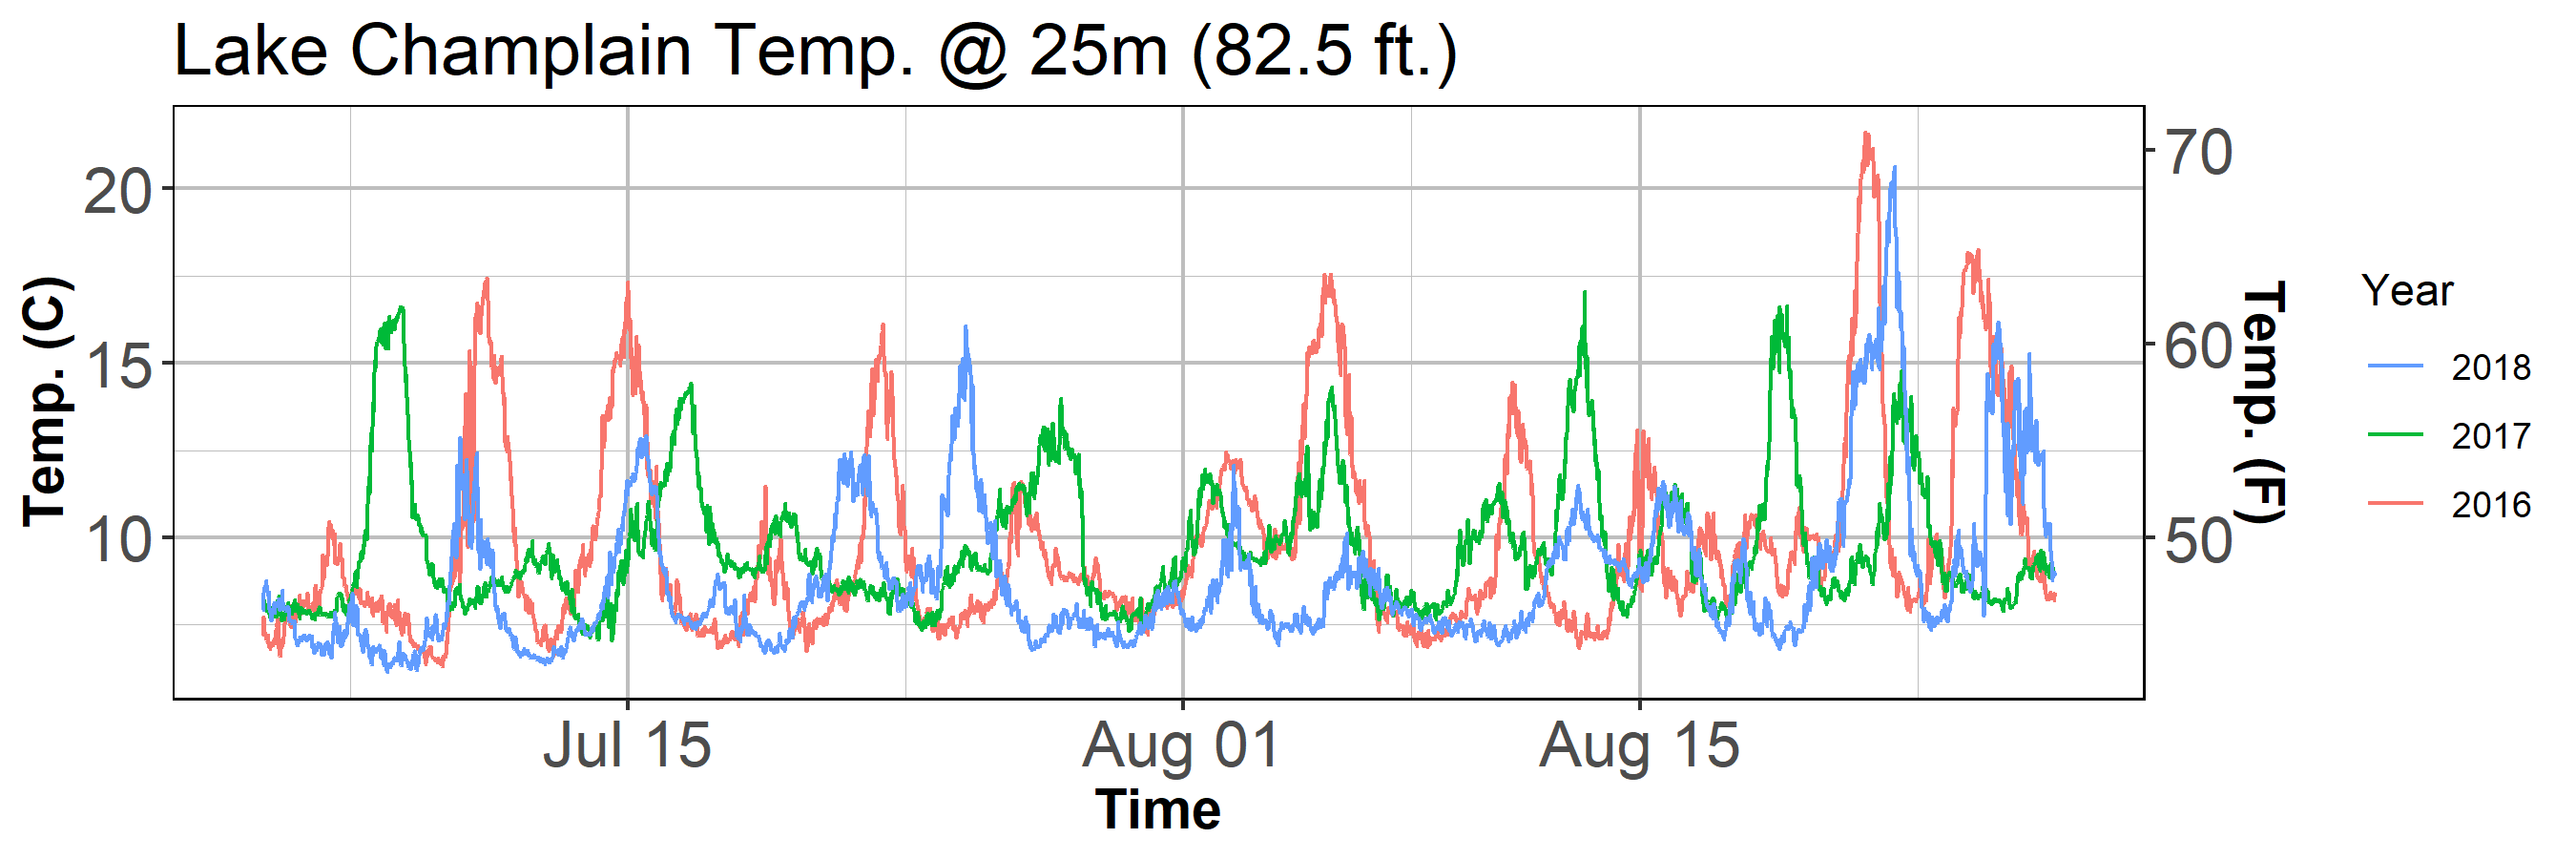 Lake Champlain Temp. @ 25m (82.5 ft.)
Temp. (C)
20
15
10
70
60
50
Temp. (F)
Jul 15
Aug 01
Aug 15
Time
Year
2018
2017
2016